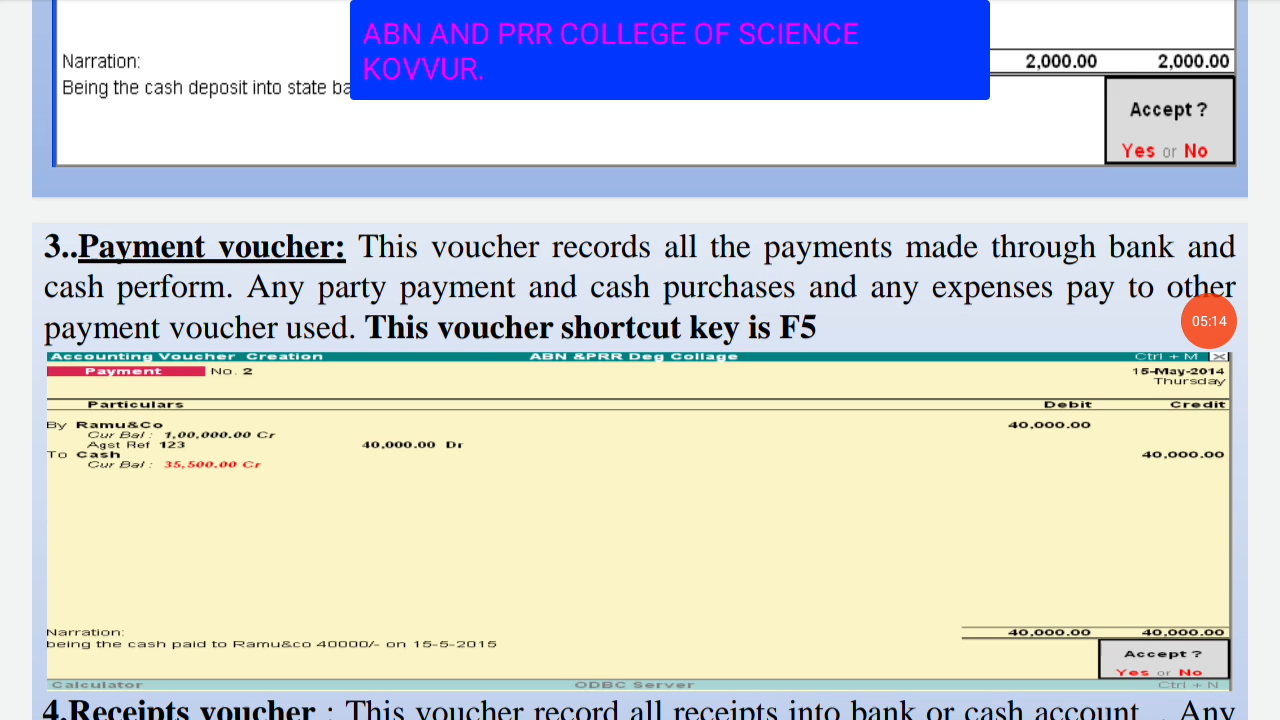 ABN AND PRR COLLEGE OF SCIENCE
KOVVUR.
Narration: 2,000.00 2,000.00
Being the cash deposit into state ba
Accept ?
Yes or No
3..Payment voucher: This voucher records all the payments made through bank and
cash perform. Any party payment and cash purchases and any expenses pay to other
payment voucher used. This voucher shortcut key is F5
05:14
Accounting Voucher Creation ABN &PRR Deg Collage Ctrl + M X
Payment No. 2 15-May-2014
Thursday
Particulars Debit Credit
By Ramu&Co 40,000.00
Cur Bal : 1,00,000.00 Cr
Agst Ref 123 40,000.00 Dr
To Cash 40,000.00
Cur Bal : 35,500.00 Cr
Narration: 40,000.00 40,000.00
being the cash paid to Ramu&co 40000/- on 15-5-2015
Accept ?
Yes or No
Calculator ODBC Server Ctrl + N
4.Receipts voucher : This voucher record all receipts into bank or cash account . Any